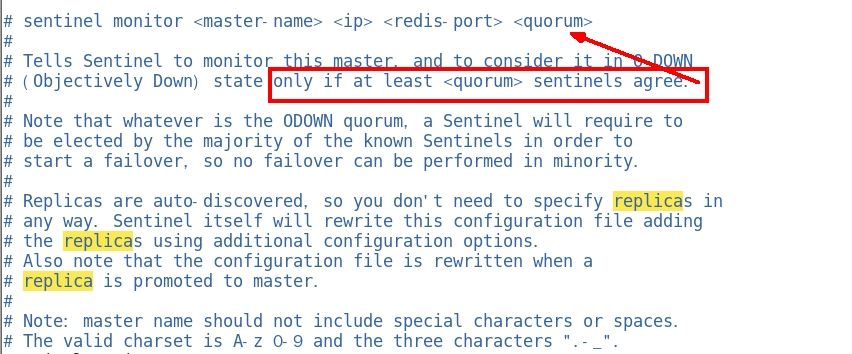 # sentinel monitor <master-name> <ip> <redis-port> <quorum>
#
# Tells Sentinel to monitor this master, and to consider it in O_DOWN
# (Objectively Down) state only if at least <quorum> sentinels agree.
#
# Note that whatever is the ODOWN quorum, a Sentinel will require to
# be elected by the majority of the known Sentinels in order to
# start a failover, so no failover can be performed in minority.
#
# Replicas are auto-discovered, so you don't need to specify replicas in
# any way. Sentinel itself will rewrite this configuration file adding
# the replicas using additional configuration options.
# Also note that the configuration file is rewritten when a
# replica is promoted to master.
#
# Note: master name should not include special characters or spaces.
# The valid charset is A-z 0-9 and the three characters ".-_".